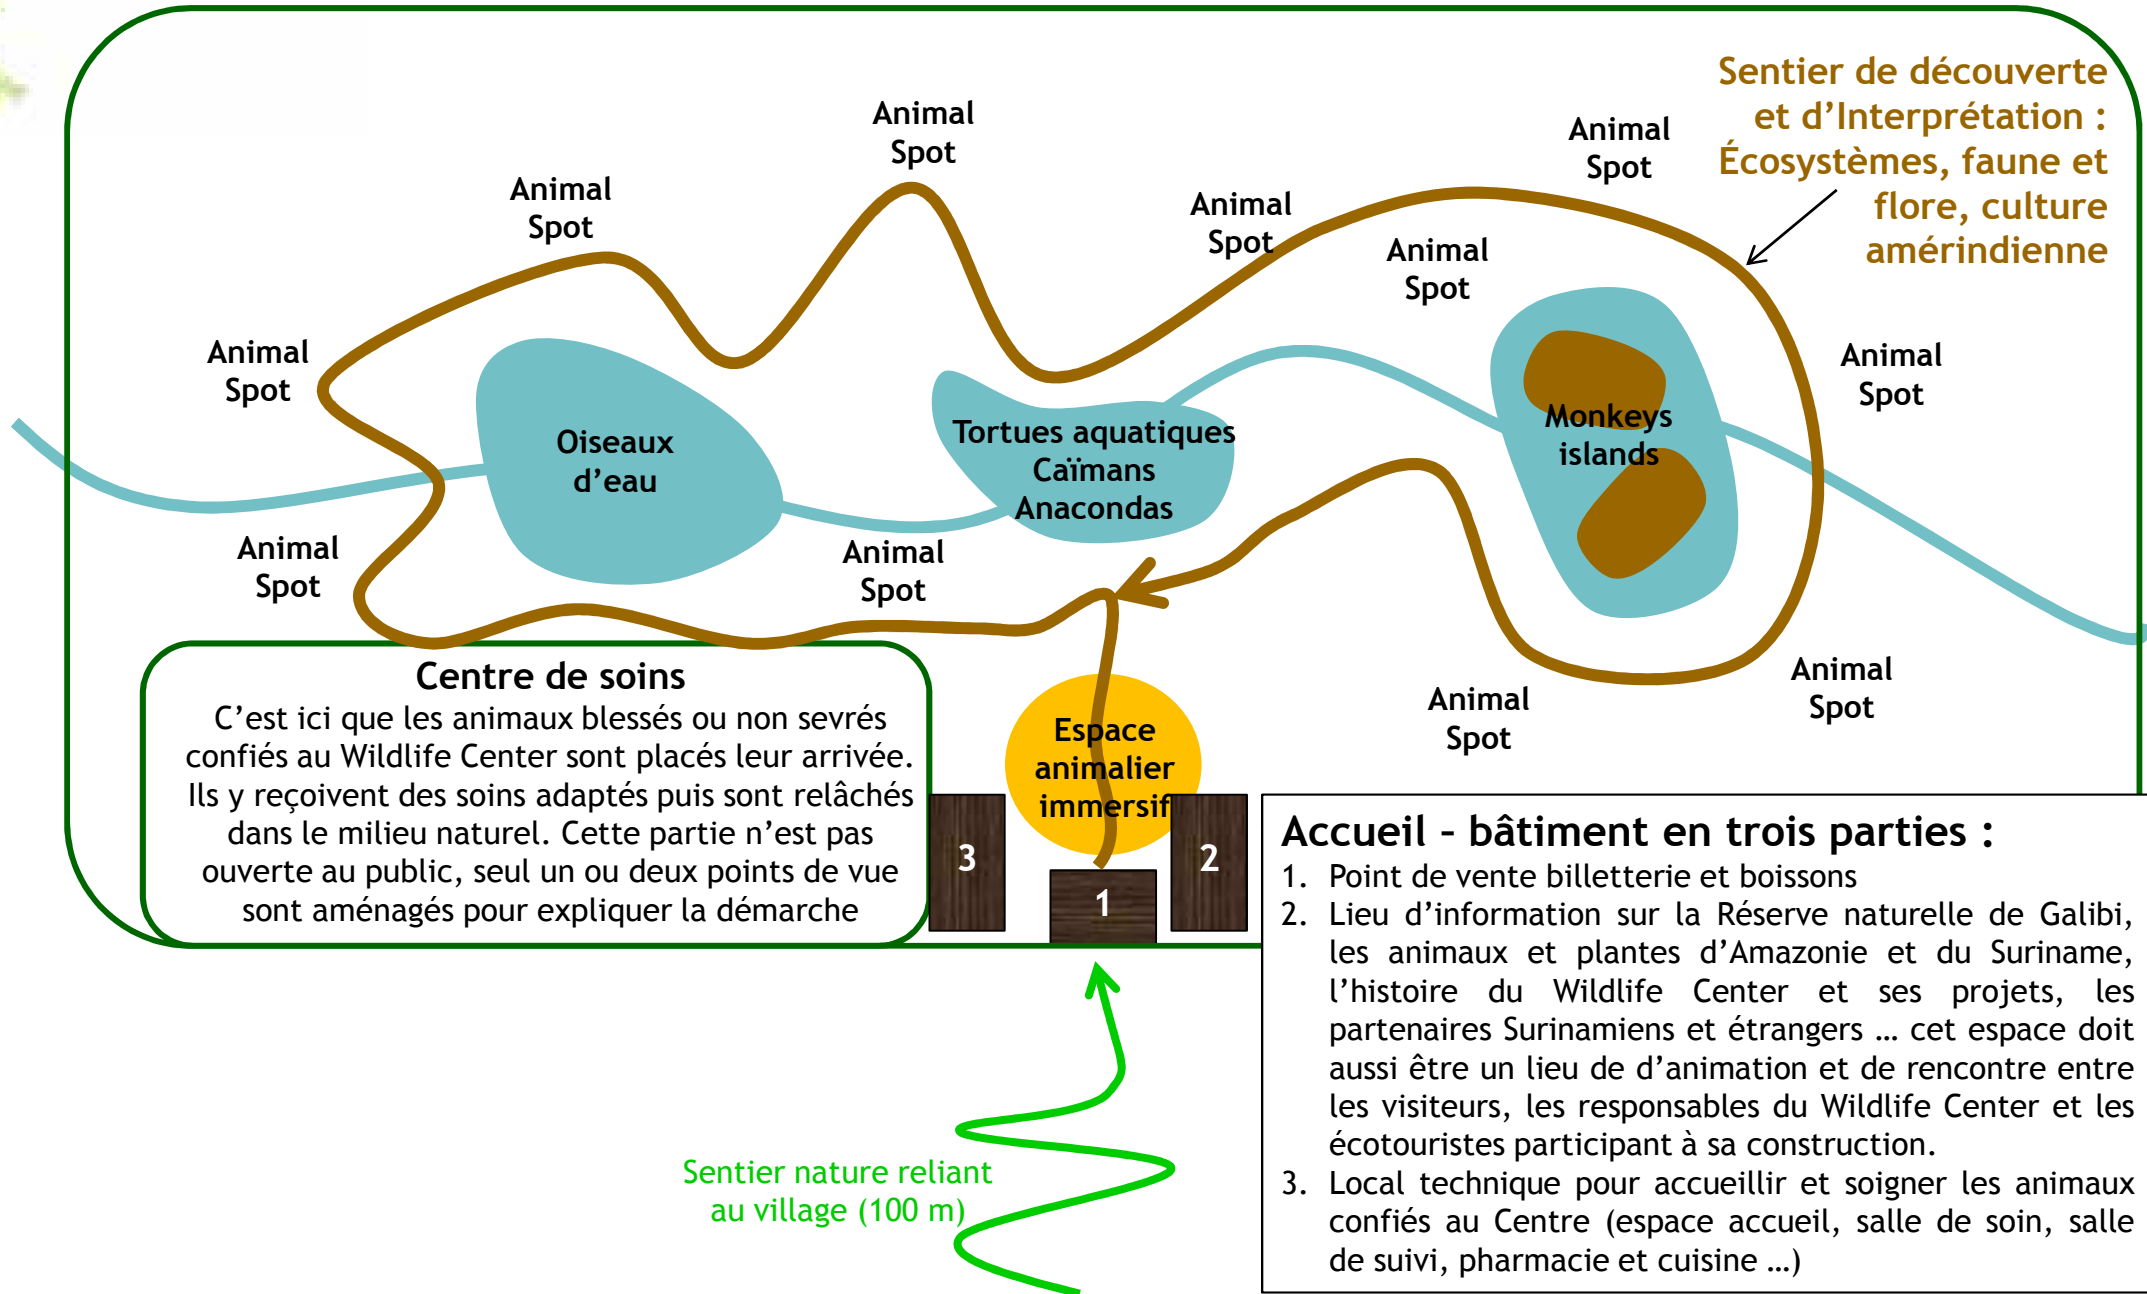 Sentier de découverte
et d’Interprétation :
Écosystèmes, faune et
flore, culture
amérindienne
Animal
Spot
Animal
Spot
Animal
Spot
Animal
Spot
Animal
Spot
Animal
Spot
Animal
Spot
Oiseaux
d’eau
Tortues aquatiques
Caïmans
Anacondas
Monkeys
islands
Animal
Spot
Animal
Spot
Animal
Spot
Animal
Spot
Centre de soins
C’est ici que les animaux blessés ou non sevrés
confiés au Wildlife Center sont placés leur arrivée.
Ils y reçoivent des soins adaptés puis sont relâchés
dans le milieu naturel. Cette partie n’est pas
ouverte au public, seul un ou deux points de vue
sont aménagés pour expliquer la démarche
Espace
animalier
immersif
3
1
2
Accueil – bâtiment en trois parties :
1. Point de vente billetterie et boissons
2. Lieu d’information sur la Réserve naturelle de Galibi,
les animaux et plantes d’Amazonie et du Suriname,
l’histoire du Wildlife Center et ses projets, les
partenaires Surinamiens et étrangers … cet espace doit
aussi être un lieu de d’animation et de rencontre entre
les visiteurs, les responsables du Wildlife Center et les
écotouristes participant à sa construction.
3. Local technique pour accueillir et soigner les animaux
confiés au Centre (espace accueil, salle de soin, salle
de suivi, pharmacie et cuisine …)
Sentier nature reliant
au village (100 m)